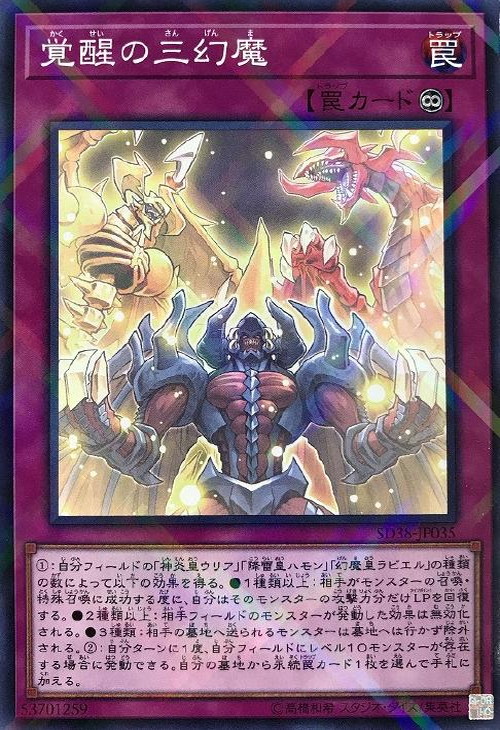 覚醒の三幻魔
罠
【罠カード】
SD38-JP035
①：自分フィールドの「神炎皇ウリア」「降雷皇ハモン」「幻魔皇ラビエル」の種類
の数によって以下の効果を得る。●１種類以上：相手がモンスターの召喚・
特殊召喚に成功する度に、自分はそのモンスターの攻撃力分だけLPを回復
する。●２種類以上：相手フィールドのモンスターが発動した効果は無効化
される。●３種類：相手の墓地へ送られるモンスターは墓地へは行かず除外
される。②：自分ターンに１度、自分フィールドにレベル１０モンスターが存在
する場合に発動できる。自分の墓地から永続罠カード１枚を選んで手札に
加える。
53701259
©高橋和希 スタジオ・ダイス/集英社